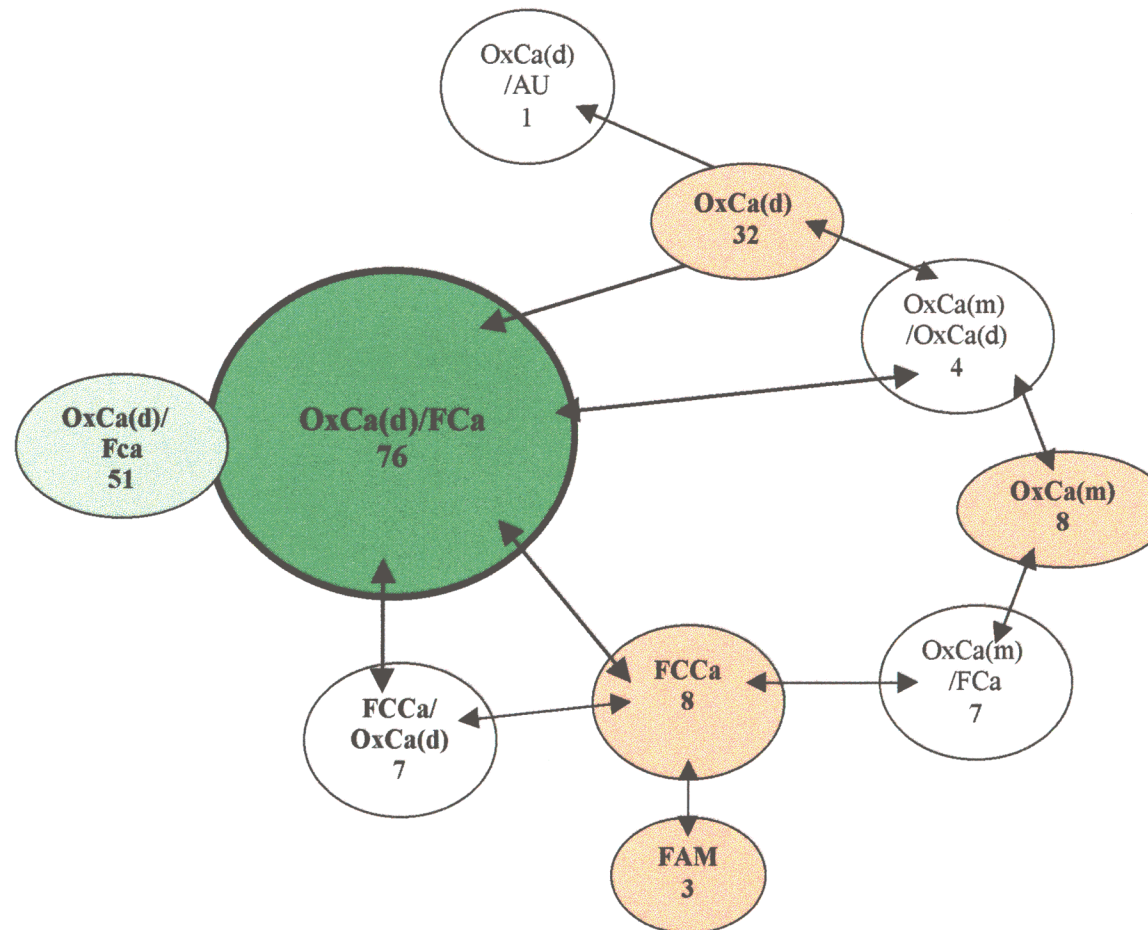 OxCa(d)
/AU
1
OxCa(d)
32
OxCa(m)
/OxCa(d)
4
OxCa(d)/FCa
76
OxCa(d)/
Fca
51
OxCa(m)
8
OxCa(m)
/FCa
7
FCCa
8
FCCa/
OxCa(d)
7
FAM
3